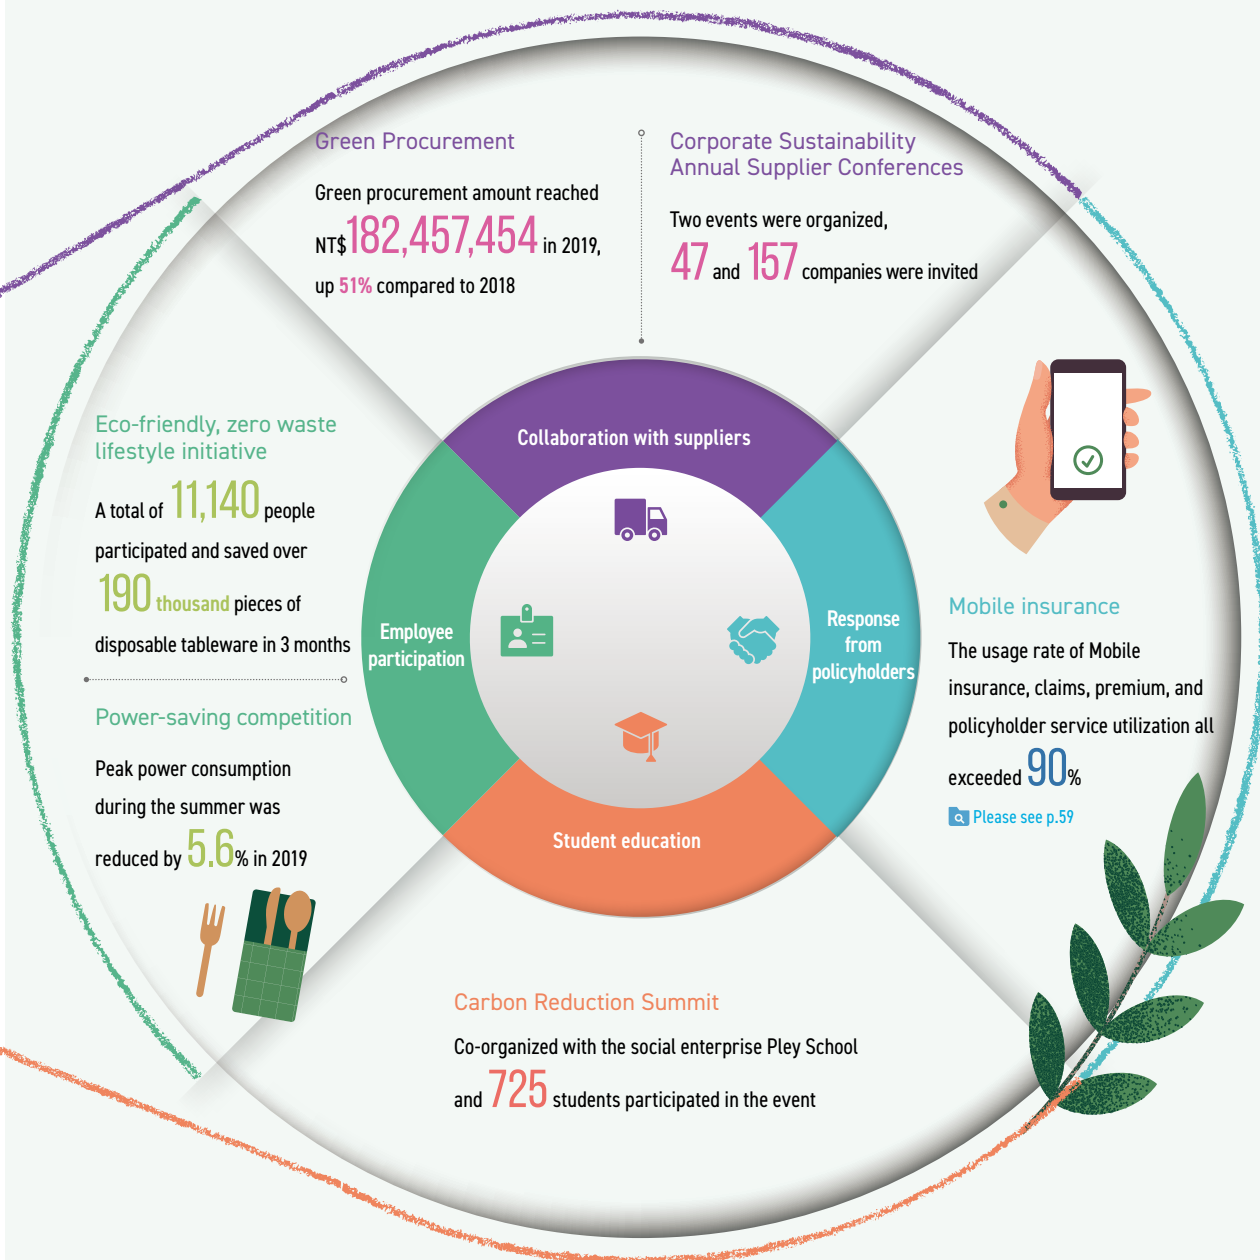 Green Procurement
Green procurement amount reached
NT$182,457,454 in 2019,
up 51% compared to 2018
Corporate Sustainability
Annual Supplier Conferences
Two events were organized,
47 and 157 companies were invited
Collaboration with suppliers
Eco-friendly, zero waste
lifestyle initiative
A total of 11,140 people
participated and saved over
190 thousand pieces of
disposable tableware in 3 months
Power-saving competition
Peak power consumption
during the summer was
reduced by 5.6% in 2019
Employee
participation
Response
from
policyholders
Mobile insurance
The usage rate of Mobile
insurance, claims, premium, and
policyholder service utilization all
exceeded 90%
Please see p.59
Student education
Carbon Reduction Summit
Co-organized with the social enterprise Pley School
and 725 students participated in the event